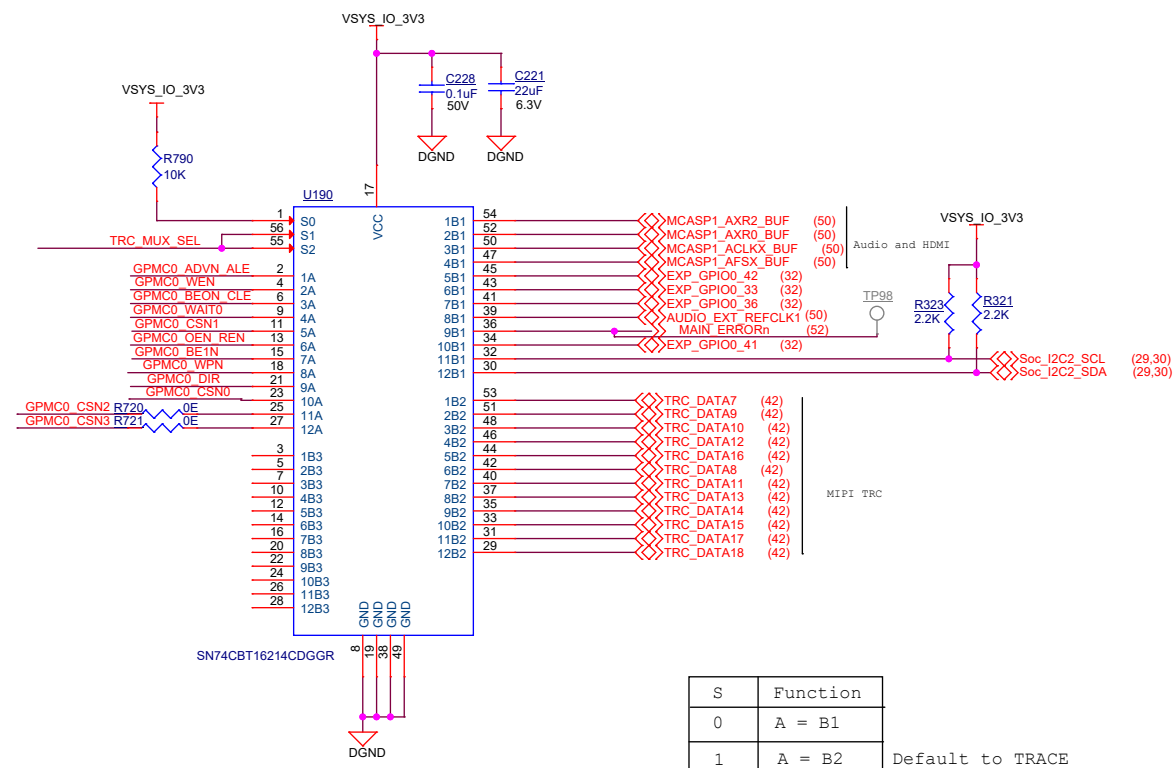 VSYS_IO_3V3
C228
0.1uF
50V
C221
22uF
6.3V
DGND
DGND
VSYS_IO_3V3
R790
10K
U190
17
VCC
1 S0
56 S1
55 S2
TRC_MUX_SEL
GPMC0_ADVN_ALE 2 1A
GPMC0_WEN 4 2A
GPMC0_BEON_CLE 6 3A
GPMC0_WAIT0 9 4A
GPMC0_CSN1 11 5A
GPMC0_OEN_REN 13 6A
GPMC0_BE1N 15 7A
GPMC0_WPN 18 8A
GPMC0_DIR 21 9A
GPMC0_CSN0 23 10A
GPMC0_CSN2 R720 0E 25 11A
GPMC0_CSN3 R721 0E 27 12A
3 1B3
5 2B3
7 3B3
10 4B3
12 5B3
14 6B3
16 7B3
20 8B3
22 9B3
24 10B3
26 11B3
28 12B3
1B1 54 MCASP1_AXR2_BUF (50)
2B1 52 MCASP1_AXR0_BUF (50)
3B1 50 MCASP1_ACLKX_BUF (50)
4B1 47 MCASP1_AFSX_BUF (50)
5B1 45 EXP_GPIO0_42 (32)
6B1 43 EXP_GPIO0_33 (32)
7B1 41 EXP_GPIO0_36 (32)
8B1 39 AUDIO_EXT_REFCLK1 (50)
9B1 36 MAIN_ERRORn (52)
10B1 34 EXP_GPIO0_41 (32)
11B1 32 Soc_I2C2_SCL (29,30)
12B1 30 Soc_I2C2_SDA (29,30)
Audio and HDMI
TP98
VSYS_IO_3V3
R323
2.2K
R321
2.2K
1B2 53 TRC_DATA7 (42)
2B2 51 TRC_DATA9 (42)
3B2 48 TRC_DATA10 (42)
4B2 46 TRC_DATA12 (42)
5B2 44 TRC_DATA16 (42)
6B2 42 TRC_DATA8 (42)
7B2 40 TRC_DATA11 (42)
8B2 37 TRC_DATA13 (42)
9B2 35 TRC_DATA14 (42)
10B2 33 TRC_DATA15 (42)
11B2 31 TRC_DATA17 (42)
12B2 29 TRC_DATA18 (42)
MIPI TRC
GND GND GND GND
8 19 38 49
SN74CBT16214CDGGR
DGND
S Function
0 A = B1
1 A = B2 Default to TRACE